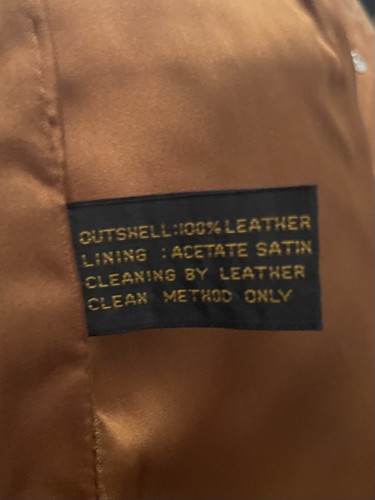 OUTSHELL:100% LEATHER
LINING : ACETATE SATIN
CLEANING BY LEATHER
CLEAN METHOD ONLY